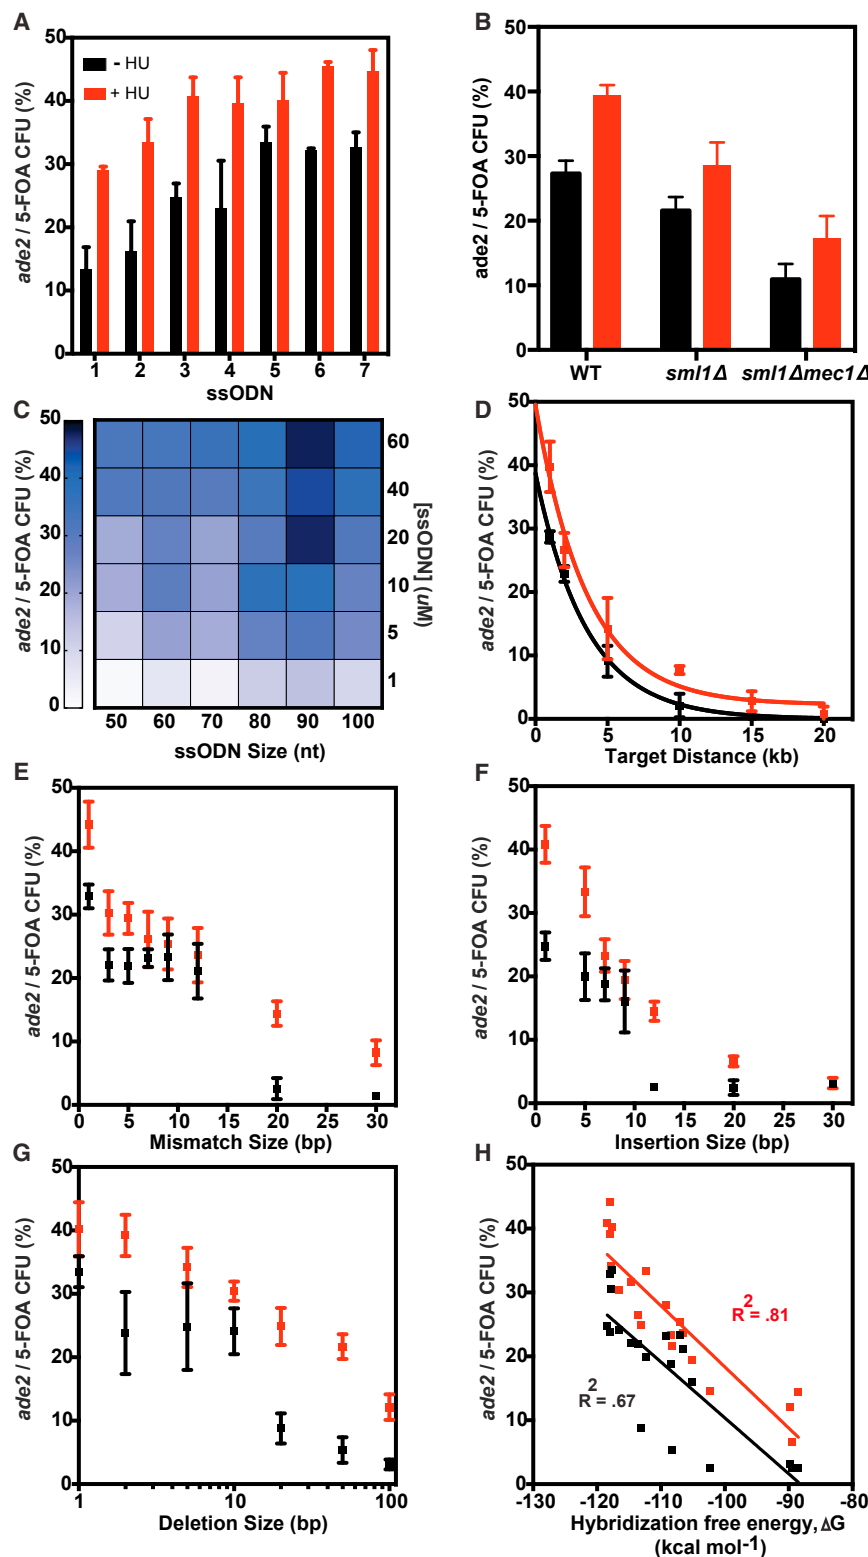 A
ade2 / 5-FOA CFU (%)
50
40
30
20
10
0
- HU
+ HU
1 2 3 4 5 6 7
ssODN
B
ade2 / 5-FOA CFU (%)
50
40
30
20
10
0
WT sml1Δ sml1Δmec1Δ
C
ade2 / 5-FOA CFU (%)
50
40
30
20
10
0
60
40
20
10
5
1
[ssODN] (uM)
50 60 70 80 90 100
ssODN Size (nt)
D
ade2 / 5-FOA CFU (%)
50
40
30
20
10
0
0 5 10 15 20
Target Distance (kb)
E
ade2 / 5-FOA CFU (%)
50
40
30
20
10
0
0 5 10 15 20 25 30
Mismatch Size (bp)
F
ade2 / 5-FOA CFU (%)
50
40
30
20
10
0
0 5 10 15 20 25 30
Insertion Size (bp)
G
ade2 / 5-FOA CFU (%)
50
40
30
20
10
0
1 10 100
Deletion Size (bp)
H
ade2 / 5-FOA CFU (%)
50
40
30
20
10
0
R² = .81
R² = .67
-130 -120 -110 -100 -90 -80
Hybridization free energy, ΔG
(kcal mol⁻¹)